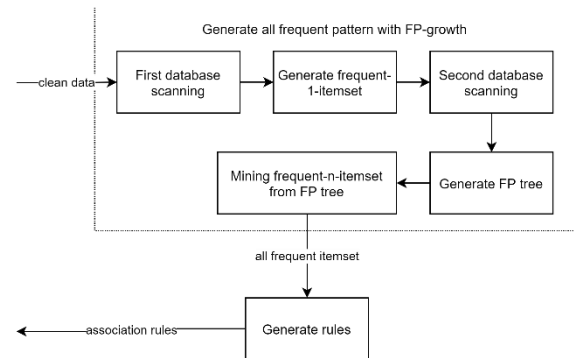 Generate all frequent pattern with FP-growth
clean data
First database
scanning
Generate frequent-
1-itemset
Second database
scanning
Mining frequent-n-itemset
from FP tree
Generate FP tree
all frequent itemset
association rules
Generate rules